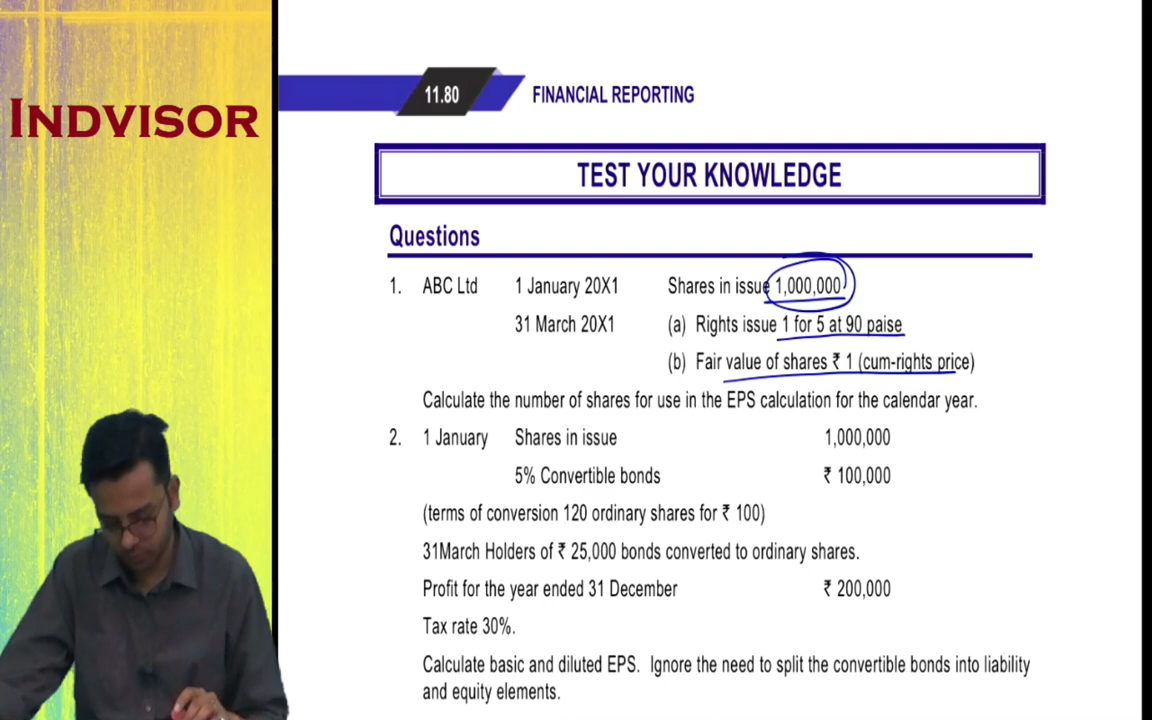 INDVISOR
11.80 FINANCIAL REPORTING
TEST YOUR KNOWLEDGE
Questions
1. ABC Ltd 1 January 20X1 Shares in issue 1,000,000
31 March 20X1 (a) Rights issue 1 for 5 at 90 paise
(b) Fair value of shares ₹ 1 (cum-rights price)
Calculate the number of shares for use in the EPS calculation for the calendar year.
2. 1 January Shares in issue 1,000,000
5% Convertible bonds ₹ 100,000
(terms of conversion 120 ordinary shares for ₹ 100)
31March Holders of ₹ 25,000 bonds converted to ordinary shares.
Profit for the year ended 31 December ₹ 200,000
Tax rate 30%.
Calculate basic and diluted EPS. Ignore the need to split the convertible bonds into liability
and equity elements.